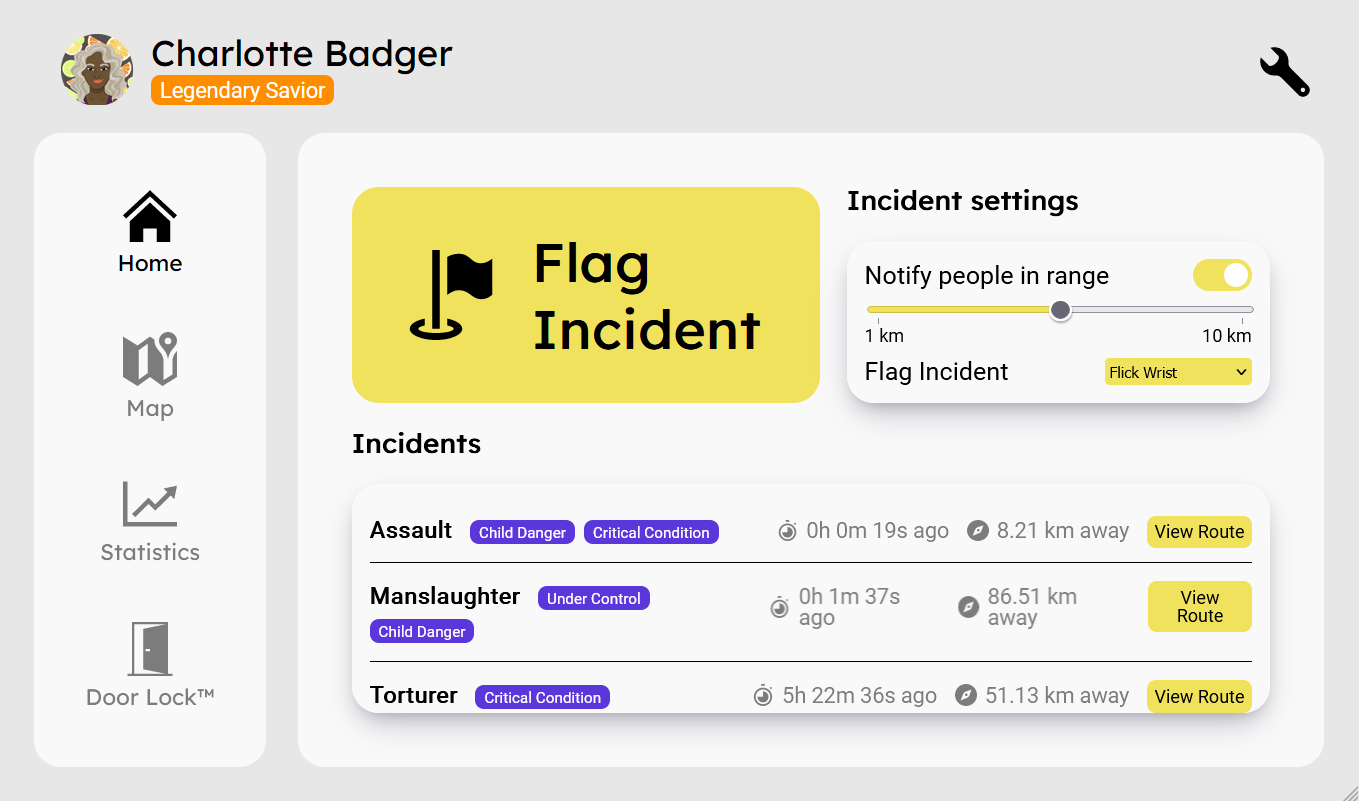 Charlotte Badger
Legendary Savior
Home
Map
Statistics
Door Lock™
Flag
Incident
Incident settings
Notify people in range
1 km
10 km
Flag Incident
Flick Wrist
Incidents
Assault Child Danger Critical Condition 0h 0m 19s ago 8.21 km away View Route
Manslaughter Under Control
Child Danger
0h 1m 37s
ago
86.51 km
away
View
Route
Torturer Critical Condition 5h 22m 36s ago 51.13 km away View Route